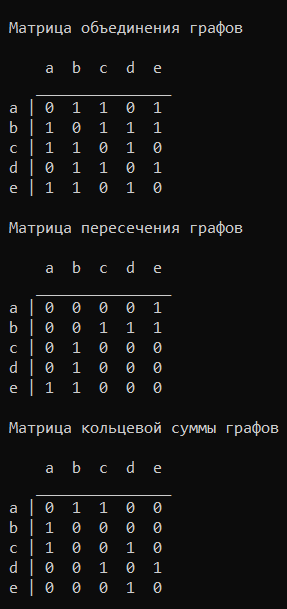 Матрица объединения графов
a b c d e
a | 0 1 1 0 1
b | 1 0 1 1 1
c | 1 1 0 1 0
d | 0 1 1 0 1
e | 1 1 0 1 0
Матрица пересечения графов
a b c d e
a | 0 0 0 0 1
b | 0 0 1 1 1
c | 0 1 0 0 0
d | 0 1 0 0 0
e | 1 1 0 0 0
Матрица кольцевой суммы графов
a b c d e
a | 0 1 1 0 0
b | 1 0 0 0 0
c | 1 0 0 1 0
d | 0 0 1 0 1
e | 0 0 0 1 0